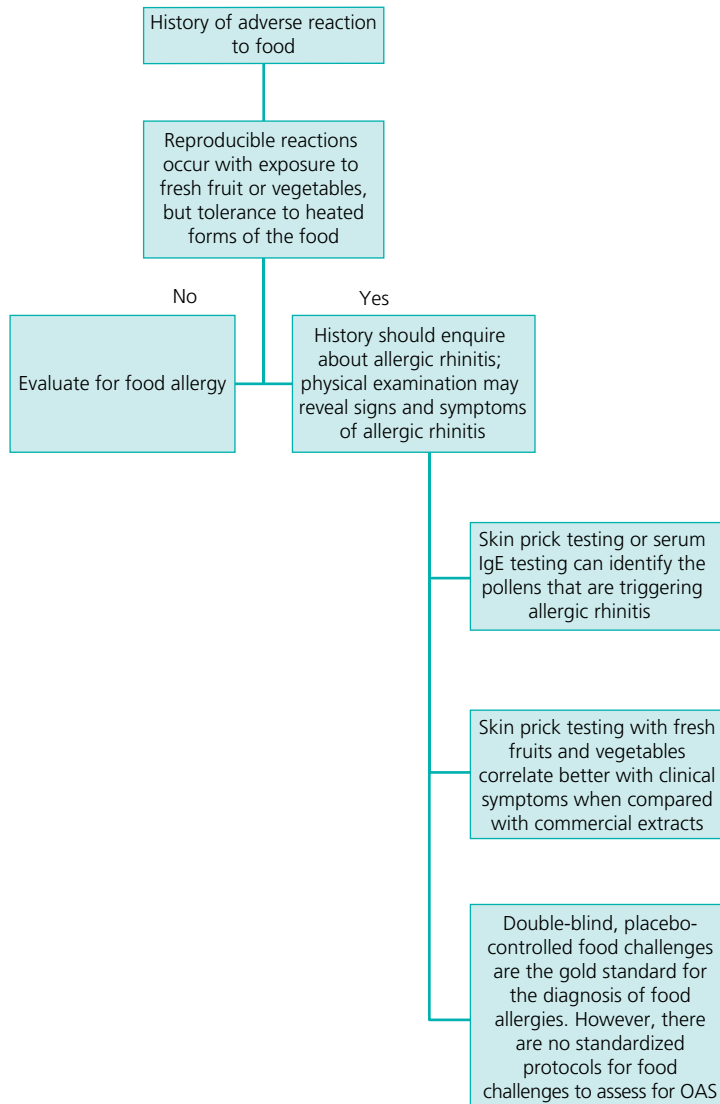 History of adverse reaction
to food
Reproducible reactions
occur with exposure to
fresh fruit or vegetables,
but tolerance to heated
forms of the food
No
Yes
Evaluate for food allergy
History should enquire
about allergic rhinitis;
physical examination may
reveal signs and symptoms
of allergic rhinitis
Skin prick testing or serum
IgE testing can identify the
pollens that are triggering
allergic rhinitis
Skin prick testing with fresh
fruits and vegetables
correlate better with clinical
symptoms when compared
with commercial extracts
Double-blind, placebo-
controlled food challenges
are the gold standard for
the diagnosis of food
allergies. However, there
are no standardized
protocols for food
challenges to assess for OAS